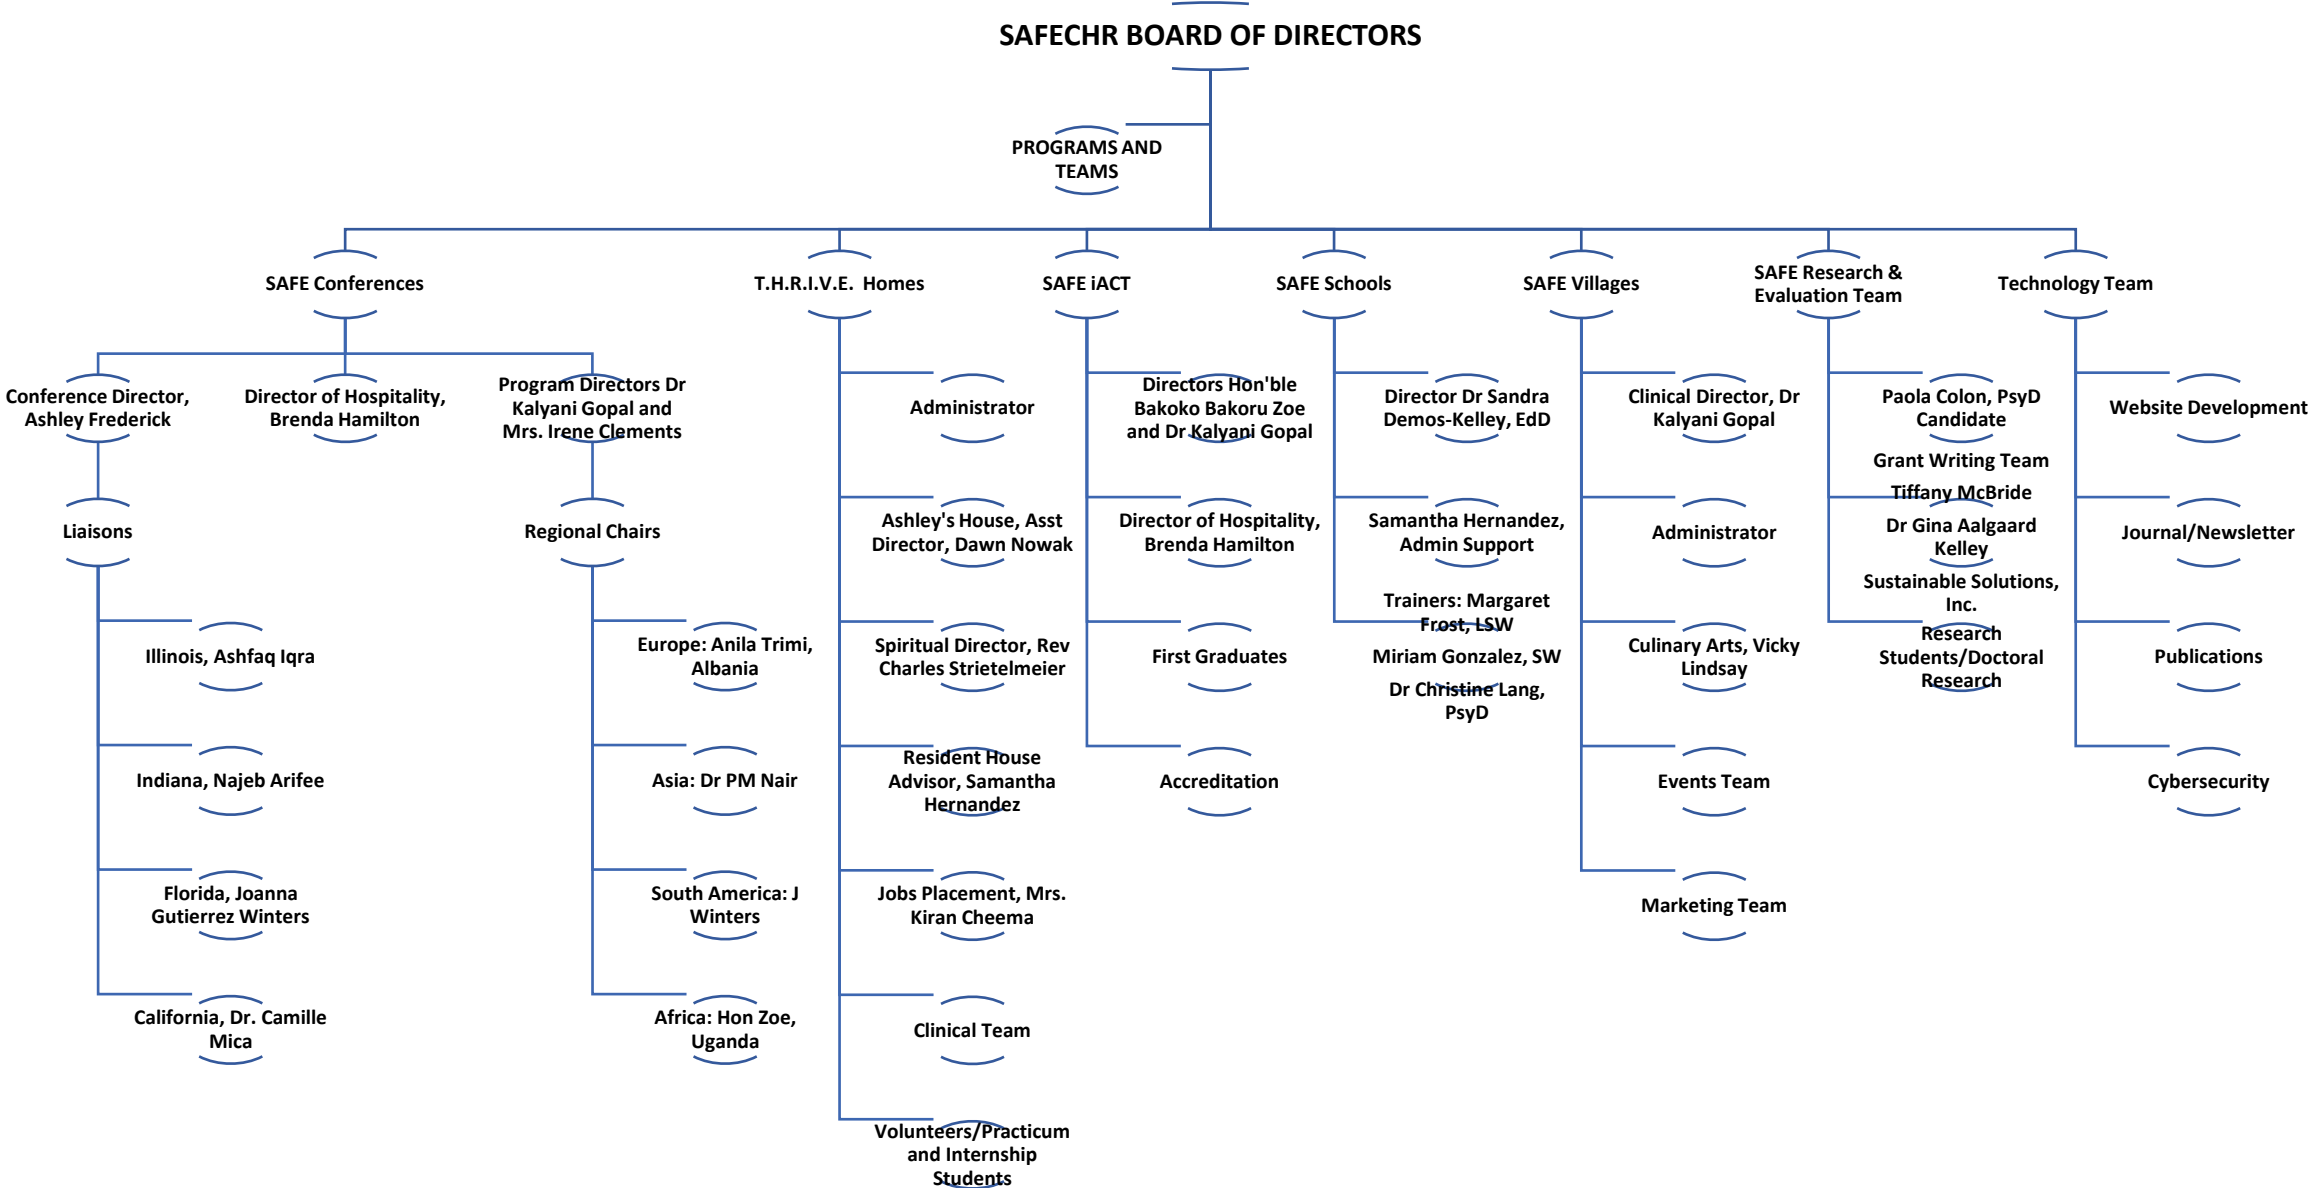 SAFECHR BOARD OF DIRECTORS
PROGRAMS AND
TEAMS
SAFE Conferences
T.H.R.I.V.E. Homes
SAFE iACT
SAFE Schools
SAFE Villages
SAFE Research &
Evaluation Team
Technology Team
Conference Director,
Ashley Frederick
Liaisons
Illinois, Ashfaq Iqra
Indiana, Najeb Arifee
Florida, Joanna
Gutierrez Winters
California, Dr. Camille
Mica
Director of Hospitality,
Brenda Hamilton
Program Directors Dr
Kalyani Gopal and
Mrs. Irene Clements
Regional Chairs
Europe: Anila Trimi,
Albania
Asia: Dr PM Nair
South America: J
Winters
Africa: Hon Zoe,
Uganda
Administrator
Ashley's House, Asst
Director, Dawn Nowak
Spiritual Director, Rev
Charles Strietelmeier
Resident House
Advisor, Samantha
Hernandez
Jobs Placement, Mrs.
Kiran Cheema
Clinical Team
Volunteers/Practicum
and Internship
Students
Directors Hon'ble
Bakoko Bakoru Zoe
and Dr Kalyani Gopal
Director of Hospitality,
Brenda Hamilton
First Graduates
Accreditation
Director Dr Sandra
Demos-Kelley, EdD
Samantha Hernandez,
Admin Support
Trainers: Margaret
Frost, LSW
Miriam Gonzalez, SW
Dr Christine Lang,
PsyD
Clinical Director, Dr
Kalyani Gopal
Administrator
Culinary Arts, Vicky
Lindsay
Events Team
Marketing Team
Paola Colon, PsyD
Candidate
Grant Writing Team
Tiffany McBride
Dr Gina Aalgaard
Kelley
Sustainable Solutions,
Inc.
Research
Students/Doctoral
Research
Website Development
Journal/Newsletter
Publications
Cybersecurity